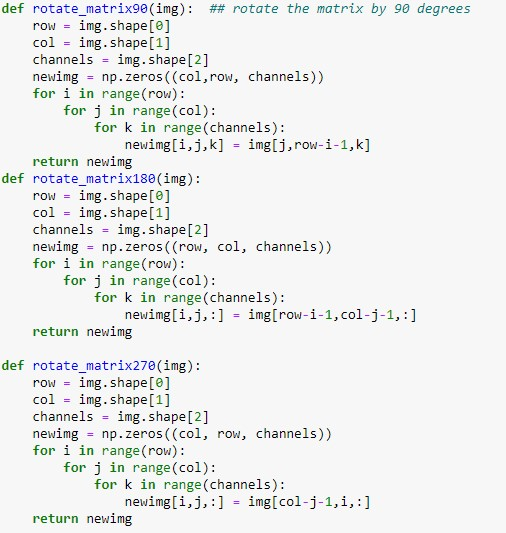 def rotate_matrix90(img):  ## rotate the matrix by 90 degrees
    row = img.shape[0]
    col = img.shape[1]
    channels = img.shape[2]
    newimg = np.zeros((col,row, channels))
    for i in range(row):
        for j in range(col):
            for k in range(channels):
                newimg[i,j,k] = img[j,row-i-1,k]
    return newimg
def rotate_matrix180(img):
    row = img.shape[0]
    col = img.shape[1]
    channels = img.shape[2]
    newimg = np.zeros((row, col, channels))
    for i in range(row):
        for j in range(col):
            for k in range(channels):
                newimg[i,j,:] = img[row-i-1,col-j-1,:]
    return newimg

def rotate_matrix270(img):
    row = img.shape[0]
    col = img.shape[1]
    channels = img.shape[2]
    newimg = np.zeros((col, row, channels))
    for i in range(row):
        for j in range(col):
            for k in range(channels):
                newimg[i,j,:] = img[col-j-1,i,:]
    return newimg